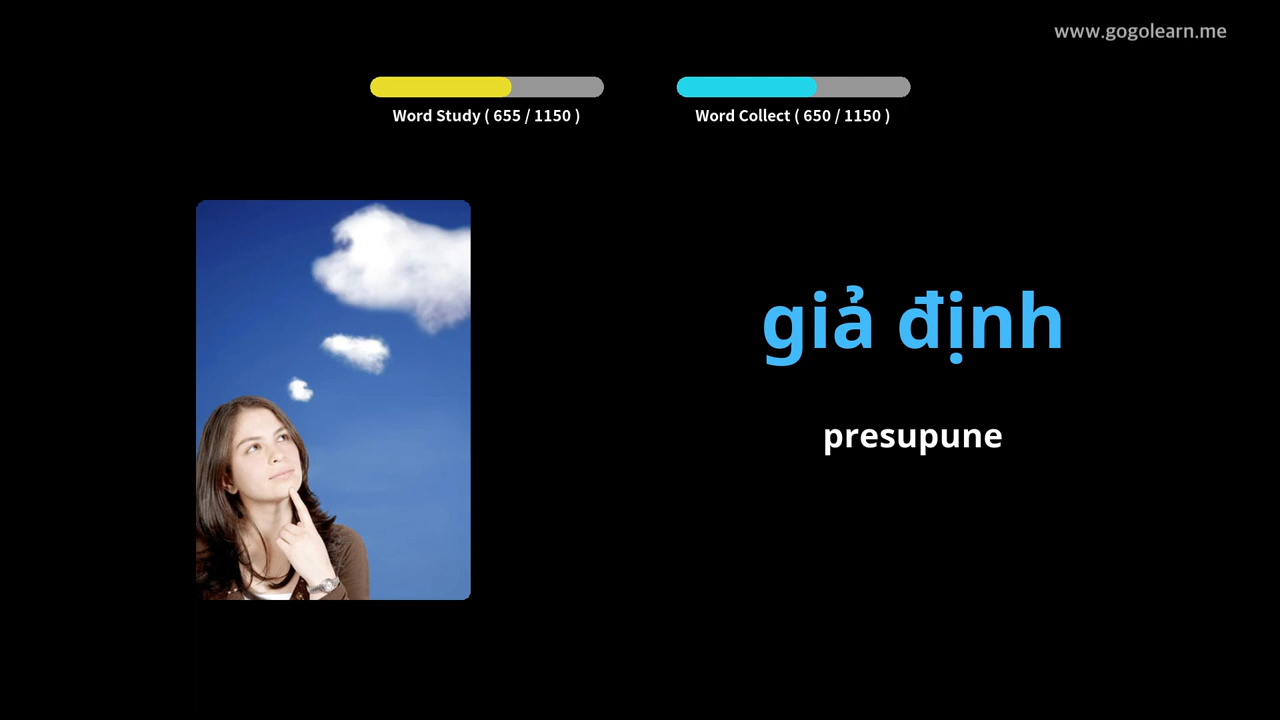 www.gogolearn.me
Word Study ( 655 / 1150 )
Word Collect ( 650 / 1150 )
giả định
presupune